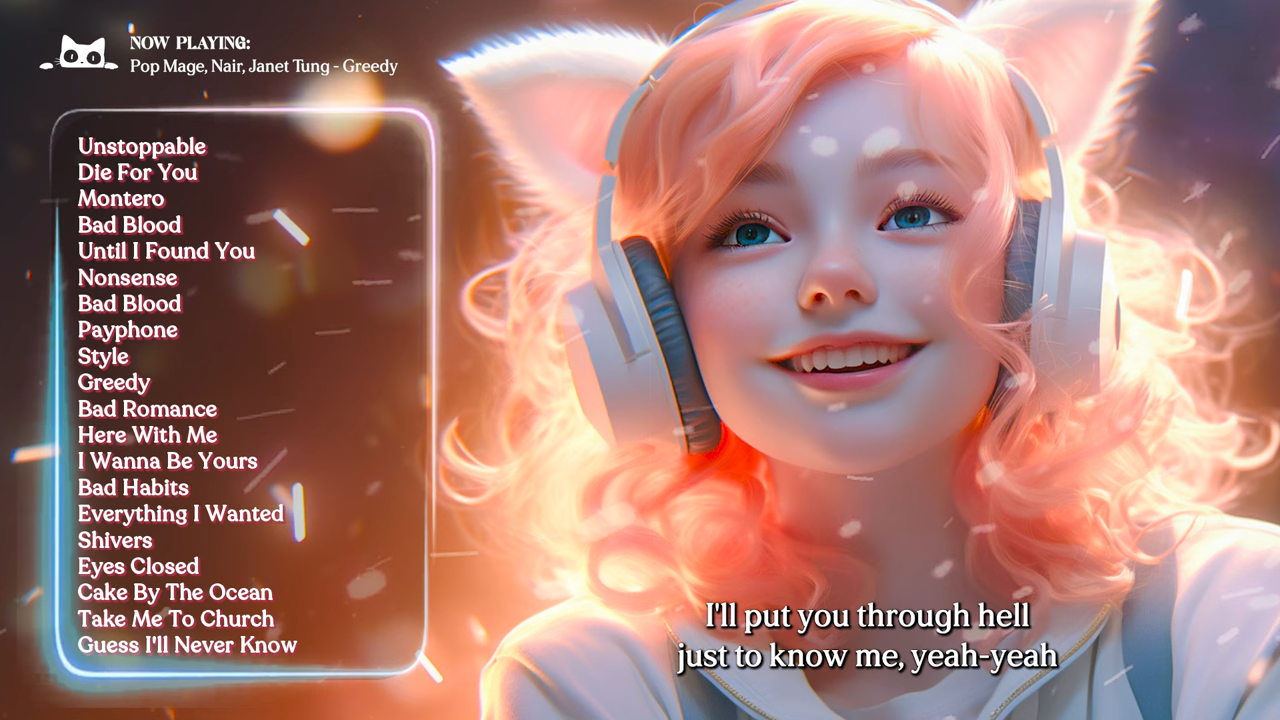 NOW PLAYING:
Pop Mage, Nair, Janet Tung - Greedy
Unstoppable
Die For You
Montero
Bad Blood
Until I Found You
Nonsense
Bad Blood
Payphone
Style
Greedy
Bad Romance
Here With Me
I Wanna Be Yours
Bad Habits
Everything I Wanted
Shivers
Eyes Closed
Cake By The Ocean
Take Me To Church
Guess I'll Never Know
I'll put you through hell
just to know me, yeah-yeah